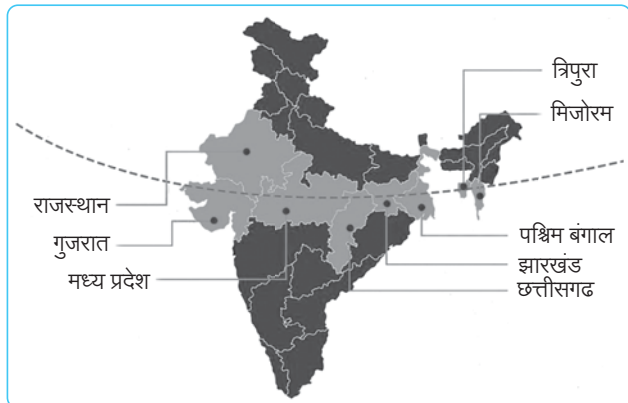 त्रिपुरा
मिजोरम
राजस्थान
गुजरात
मध्य प्रदेश
पश्चिम बंगाल
झारखंड
छत्तीसगढ